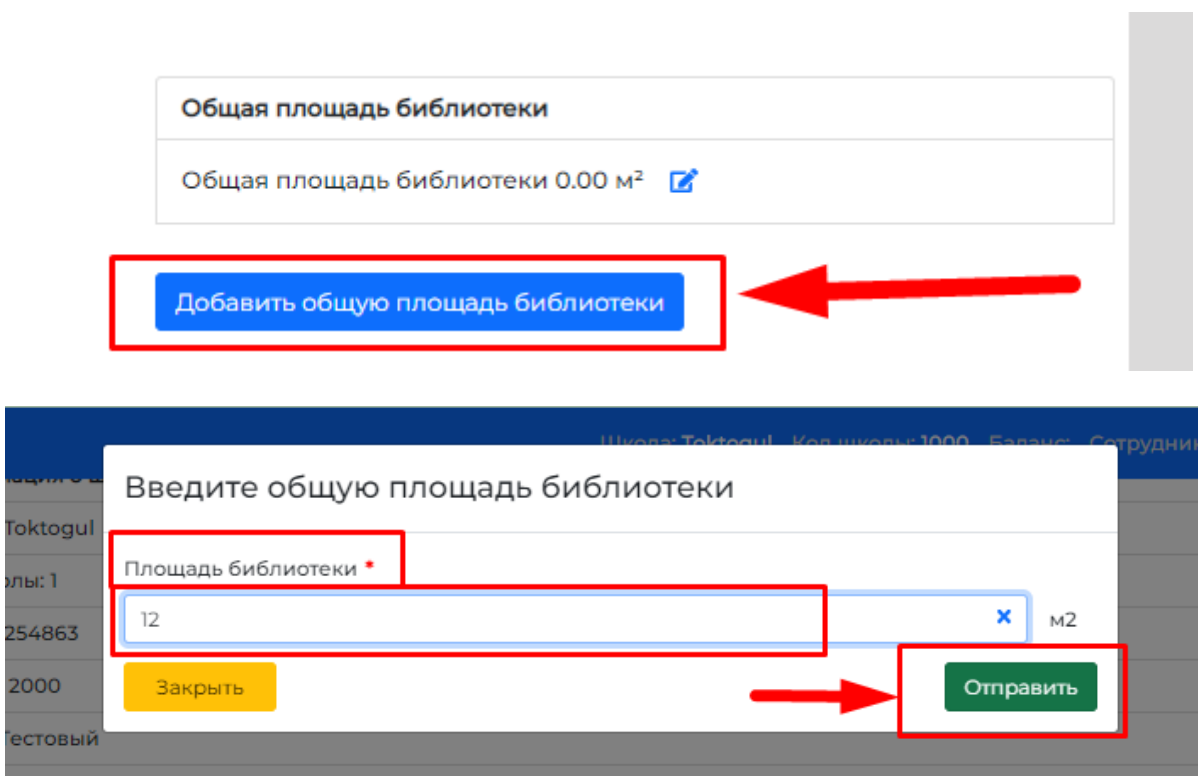 Общая площадь библиотеки
Общая площадь библиотеки 0.00 м²
Добавить общую площадь библиотеки
Школа: Toktogul Код школы: 1000 Баланс: Сотрудник
Введите общую площадь библиотеки
Toktogul
Площадь библиотеки *
олы: 1
12
м2
254863
2000
Закрыть
Отправить
Тестовый